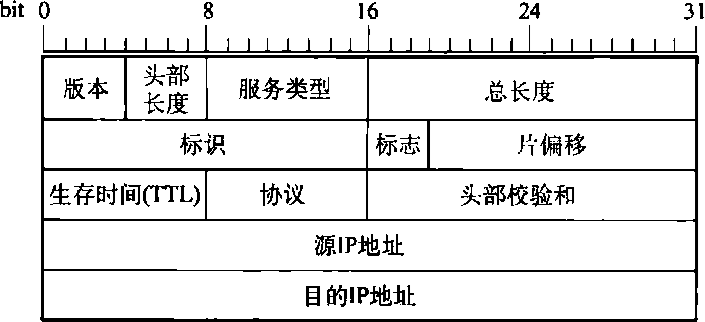 bit 0 8 16 24 31
版本 头部长度 服务类型 总长度
标识 标志 片偏移
生存时间(TTL) 协议 头部校验和
源IP地址
目的IP地址